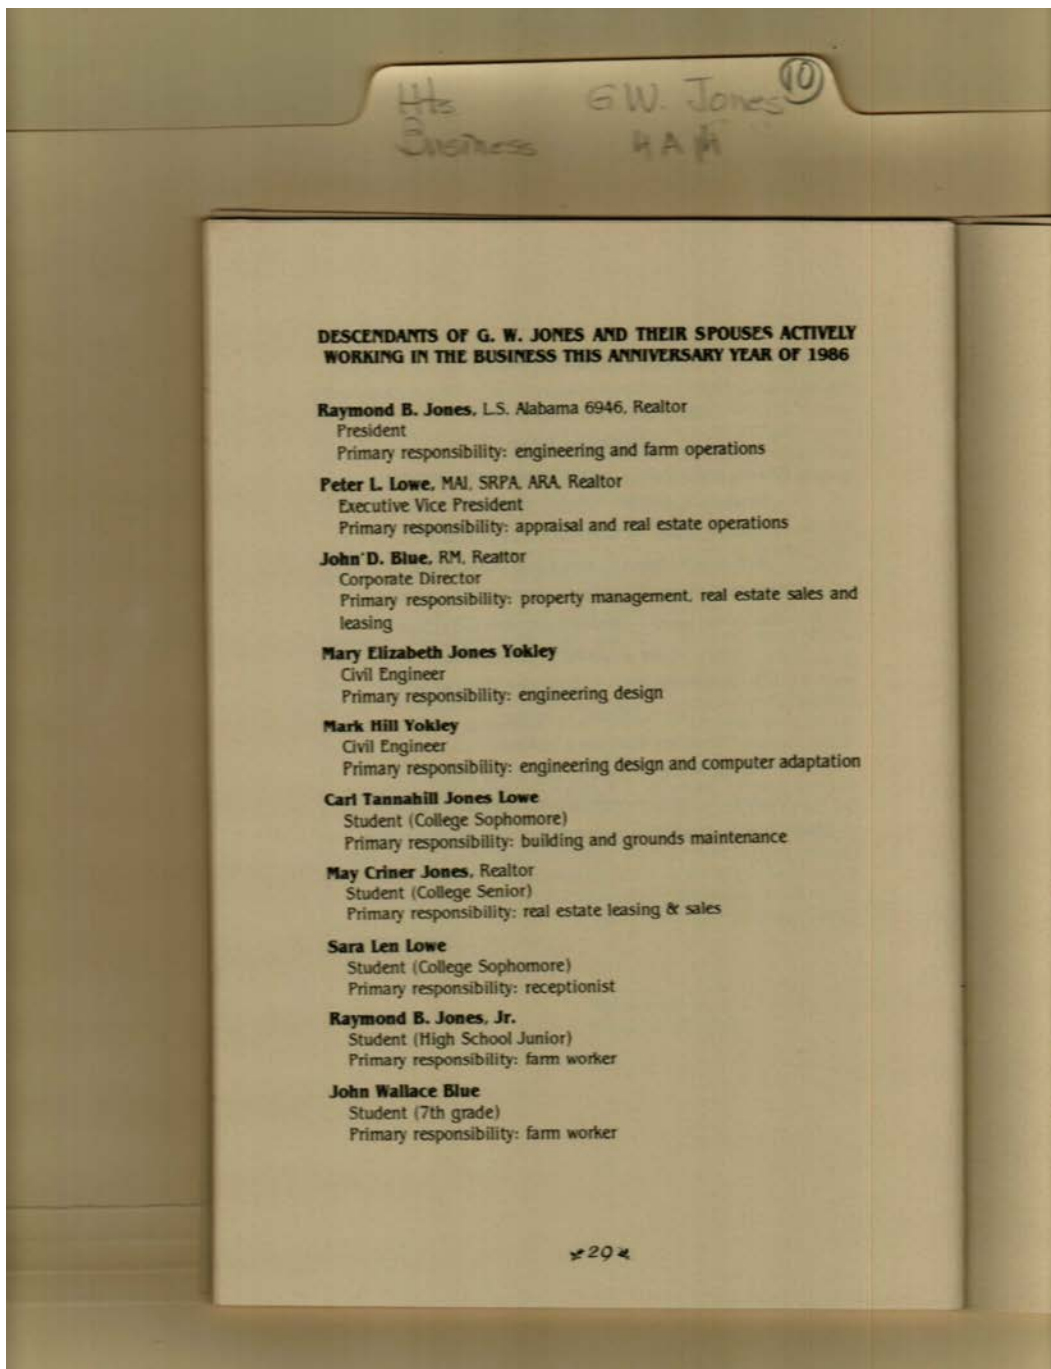 Hts G.W. Jones 10
Business
DESCENDANTS OF G. W. JONES AND THEIR SPOUSES ACTIVELY
WORKING IN THE BUSINESS THIS ANNIVERSARY YEAR OF 1986
Raymond B. Jones, L.S. Alabama 6946, Realtor
President
Primary responsibility: engineering and farm operations
Peter L. Lowe, MAI, SRPA, ARA, Realtor
Executive Vice President
Primary responsibility: appraisal and real estate operations
John D. Blue, RM, Realtor
Corporate Director
Primary responsibility: property management, real estate sales and
leasing
Mary Elizabeth Jones Yokley
Civil Engineer
Primary responsibility: engineering design
Mark Hill Yokley
Civil Engineer
Primary responsibility: engineering design and computer adaptation
Carl Tannahill Jones Lowe
Student (College Sophomore)
Primary responsibility: building and grounds maintenance
May Criner Jones, Realtor
Student (College Senior)
Primary responsibility: real estate leasing & sales
Sara Len Lowe
Student (College Sophomore)
Primary responsibility: receptionist
Raymond B. Jones, Jr.
Student (High School Junior)
Primary responsibility: farm worker
John Wallace Blue
Student (7th grade)
Primary responsibility: farm worker
29